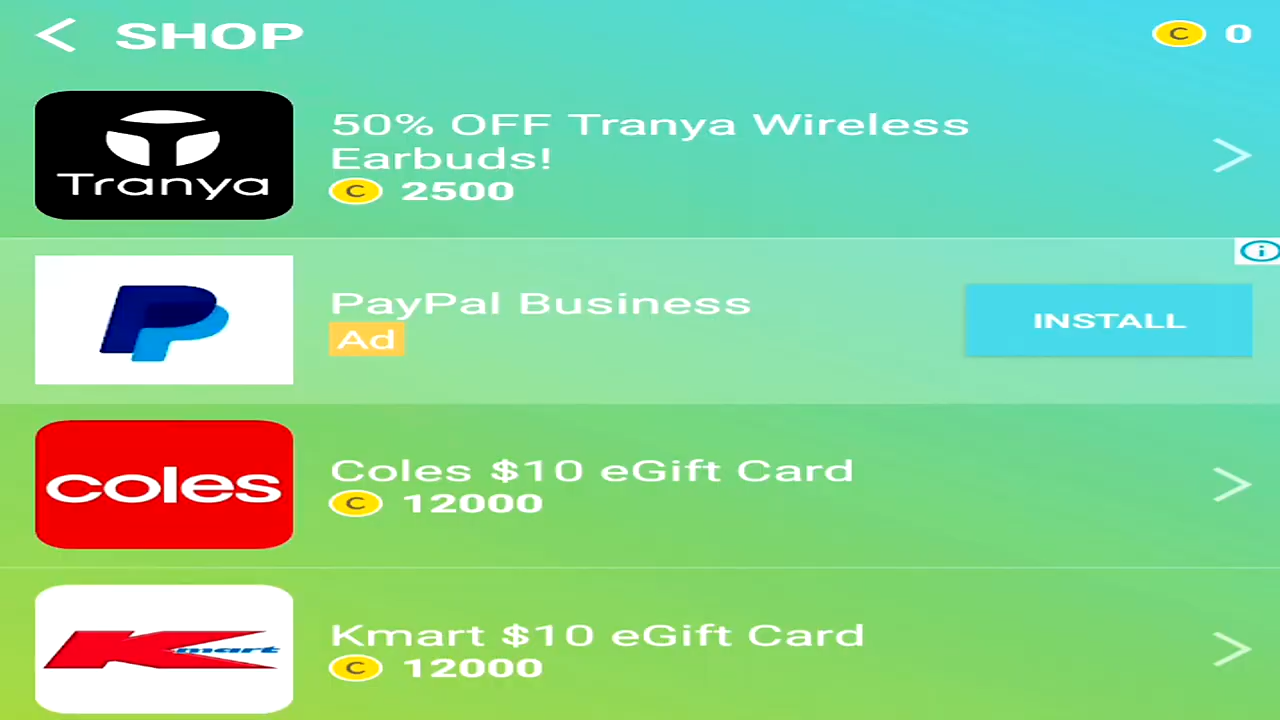 SHOP
C 0
Tranya
50% OFF Tranya Wireless
Earbuds!
C 2500
PayPal Business
Ad
INSTALL
coles
Coles $10 eGift Card
C 12000
Kmart
Kmart $10 eGift Card
C 12000